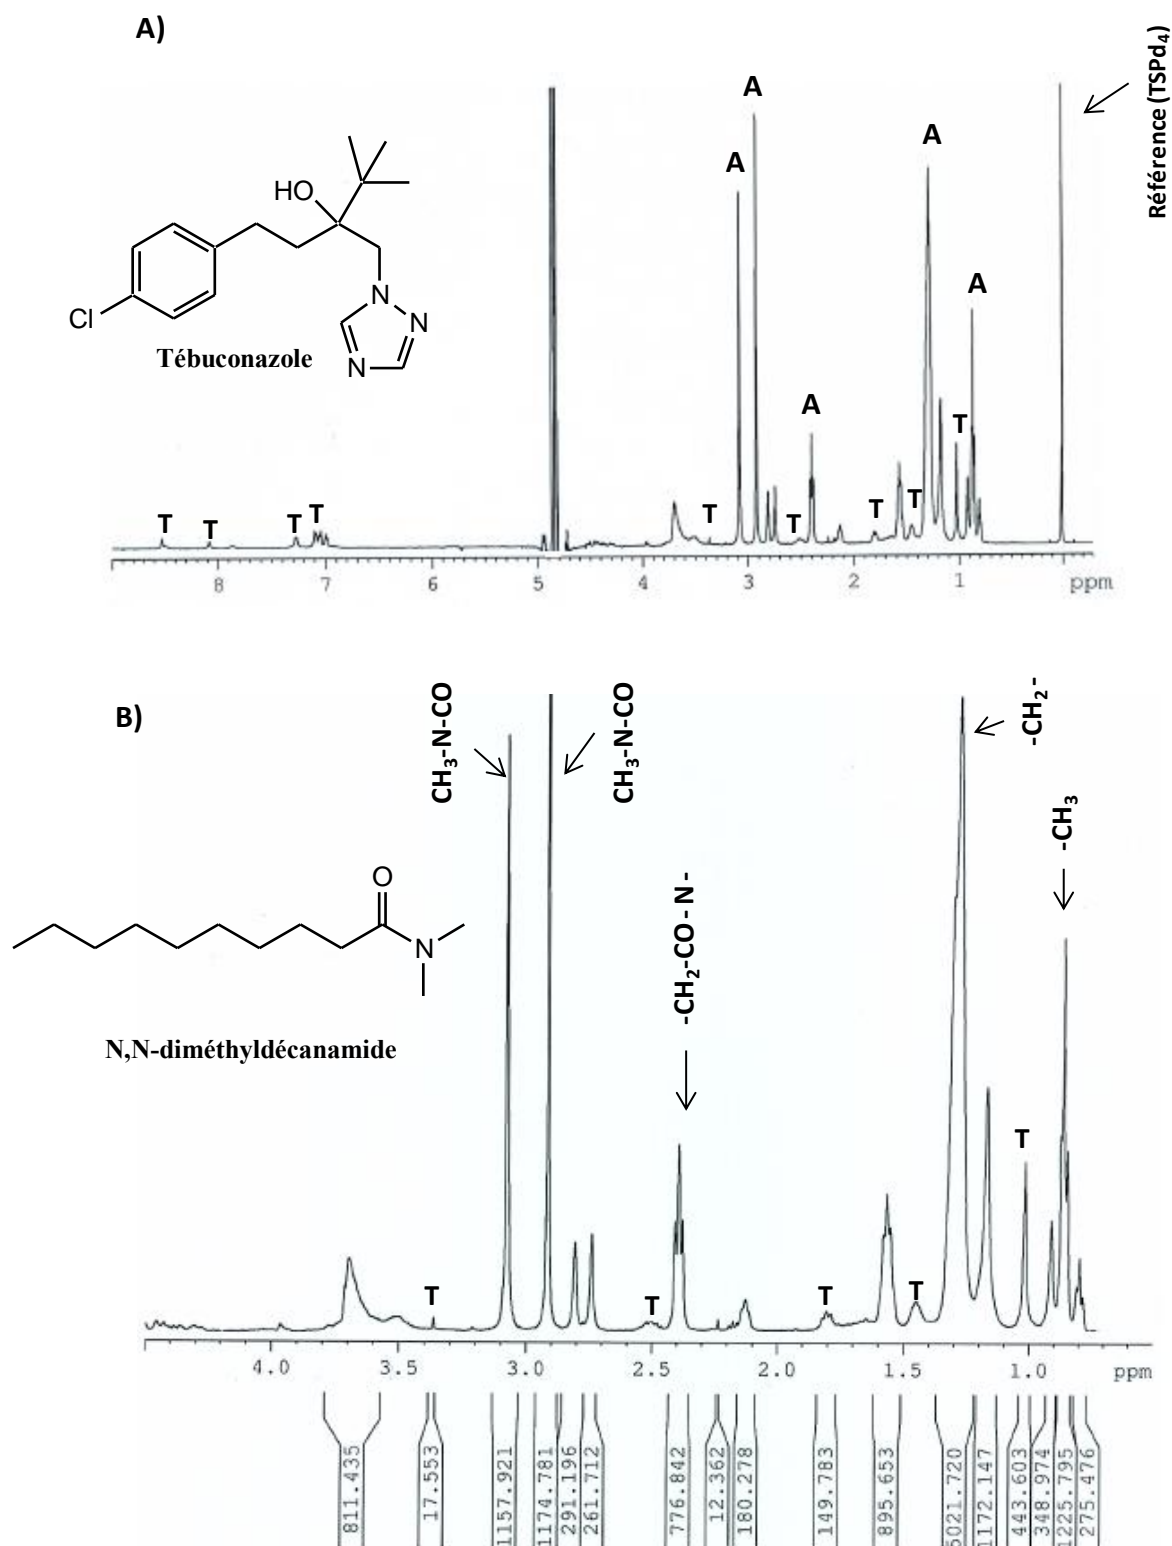 A)
Référence (TSPd4)
A
A
A
A
A
HO
Cl
N
N
N
Tébuconazole
T
T
T
T
T
T
T
T
T
8
7
6
5
4
3
2
1
ppm
B)
CH3-N-CO
CH3-N-CO
-CH2-CO-N-
-CH2-
-CH3
O
N
N,N-diméthyldécanamide
T
T
T
T
T
4.0
3.5
3.0
2.5
2.0
1.5
1.0
ppm
811.435
17.553
1157.921
1174.781
291.196
261.712
776.842
12.362
180.278
149.783
895.653
1172.147
443.603
348.974
1225.795
275.476